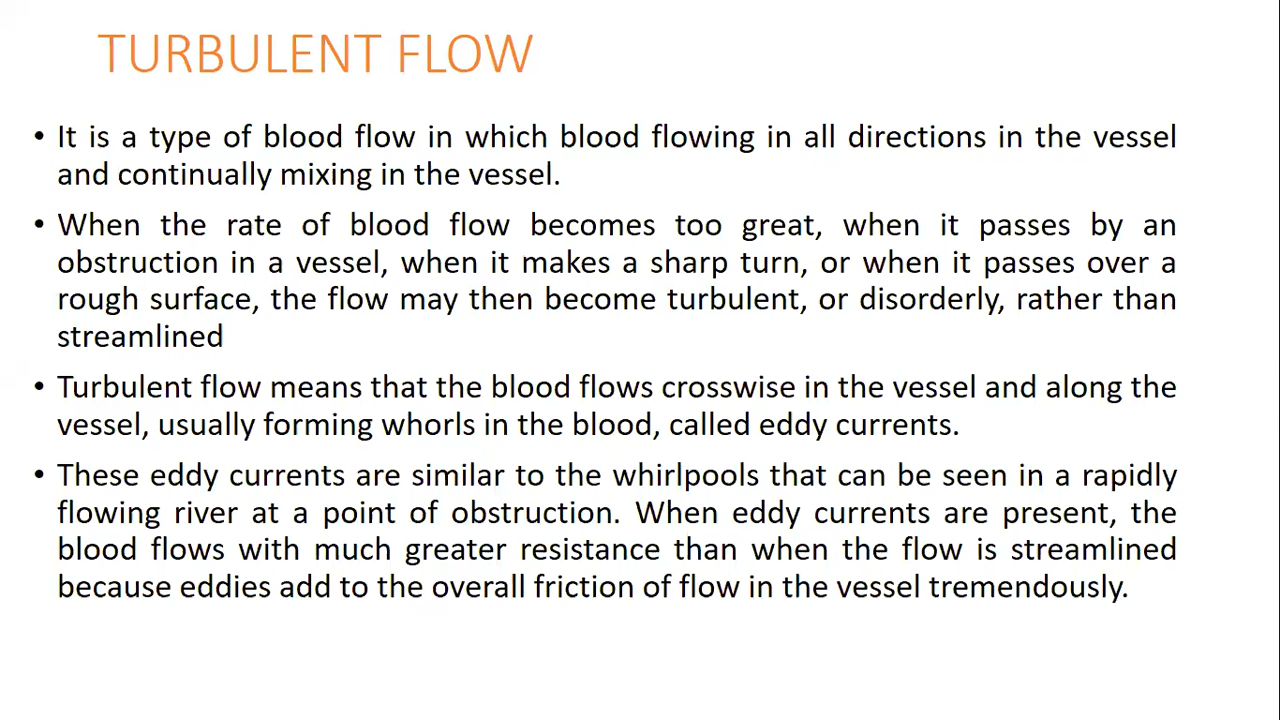 TURBULENT FLOW
• It is a type of blood flow in which blood flowing in all directions in the vessel
and continually mixing in the vessel.
• When the rate of blood flow becomes too great, when it passes by an
obstruction in a vessel, when it makes a sharp turn, or when it passes over a
rough surface, the flow may then become turbulent, or disorderly, rather than
streamlined
• Turbulent flow means that the blood flows crosswise in the vessel and along the
vessel, usually forming whorls in the blood, called eddy currents.
• These eddy currents are similar to the whirlpools that can be seen in a rapidly
flowing river at a point of obstruction. When eddy currents are present, the
blood flows with much greater resistance than when the flow is streamlined
because eddies add to the overall friction of flow in the vessel tremendously.